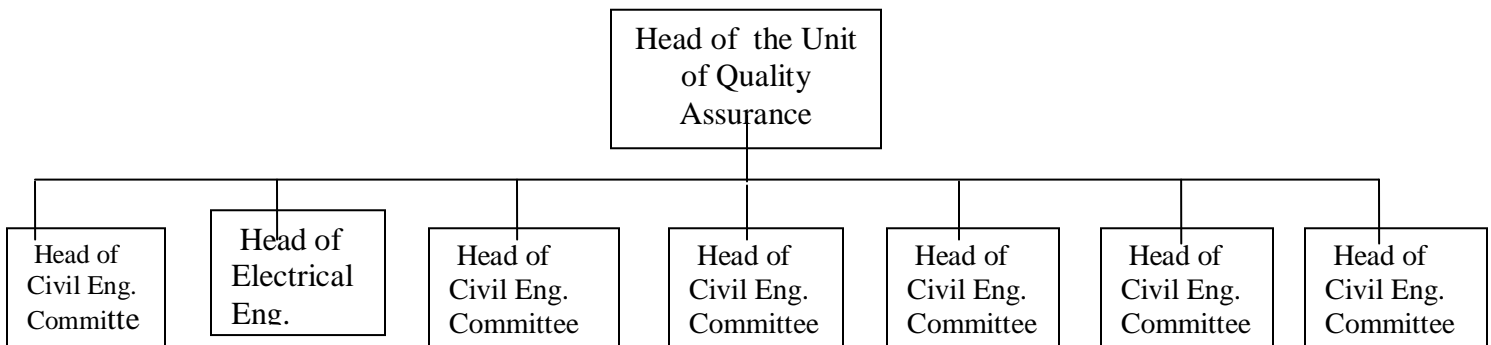 Head of the Unit
of Quality
Assurance
Head of
Civil Eng.
Committe
Head of
Electrical
Eng.
Head of
Civil Eng.
Committee
Head of
Civil Eng.
Committee
Head of
Civil Eng.
Committee
Head of
Civil Eng.
Committee
Head of
Civil Eng.
Committee